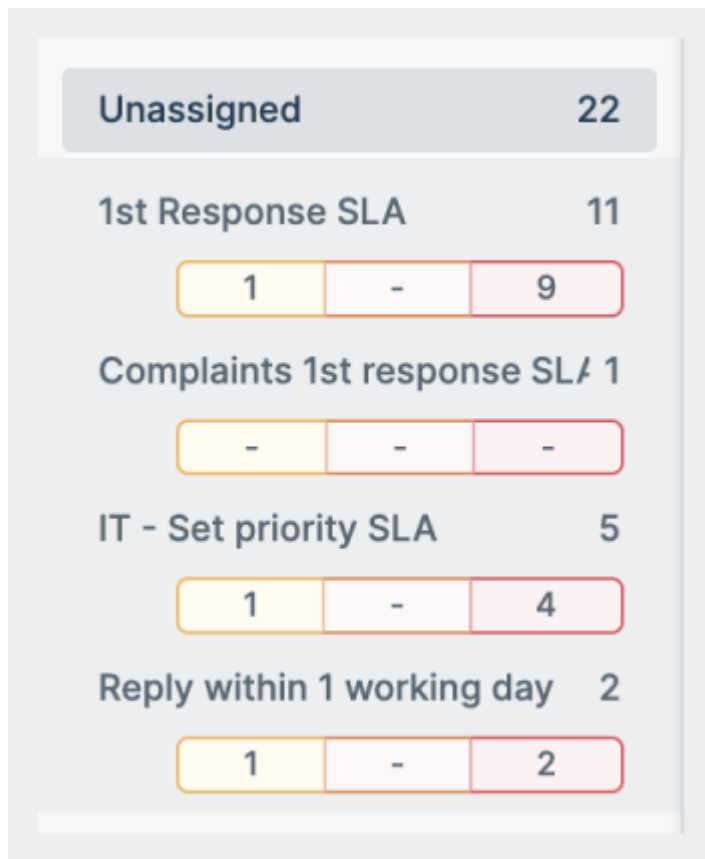 Unassigned 22
1st Response SLA 11
1 - 9
Complaints 1st response SL 1
- - -
IT - Set priority SLA 5
1 - 4
Reply within 1 working day 2
1 - 2